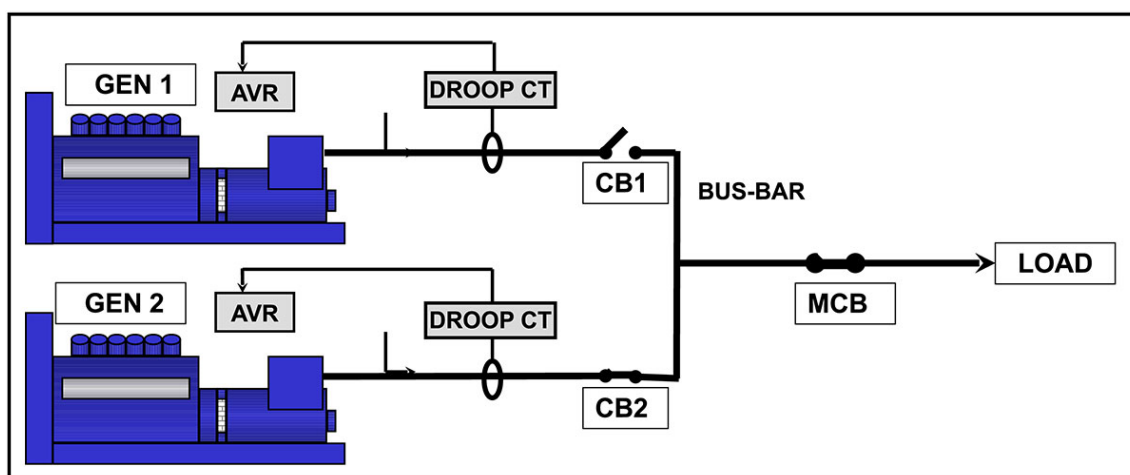 GEN 1
AVR
DROOP CT
CB1
BUS-BAR
LOAD
MCB
GEN 2
AVR
DROOP CT
CB2